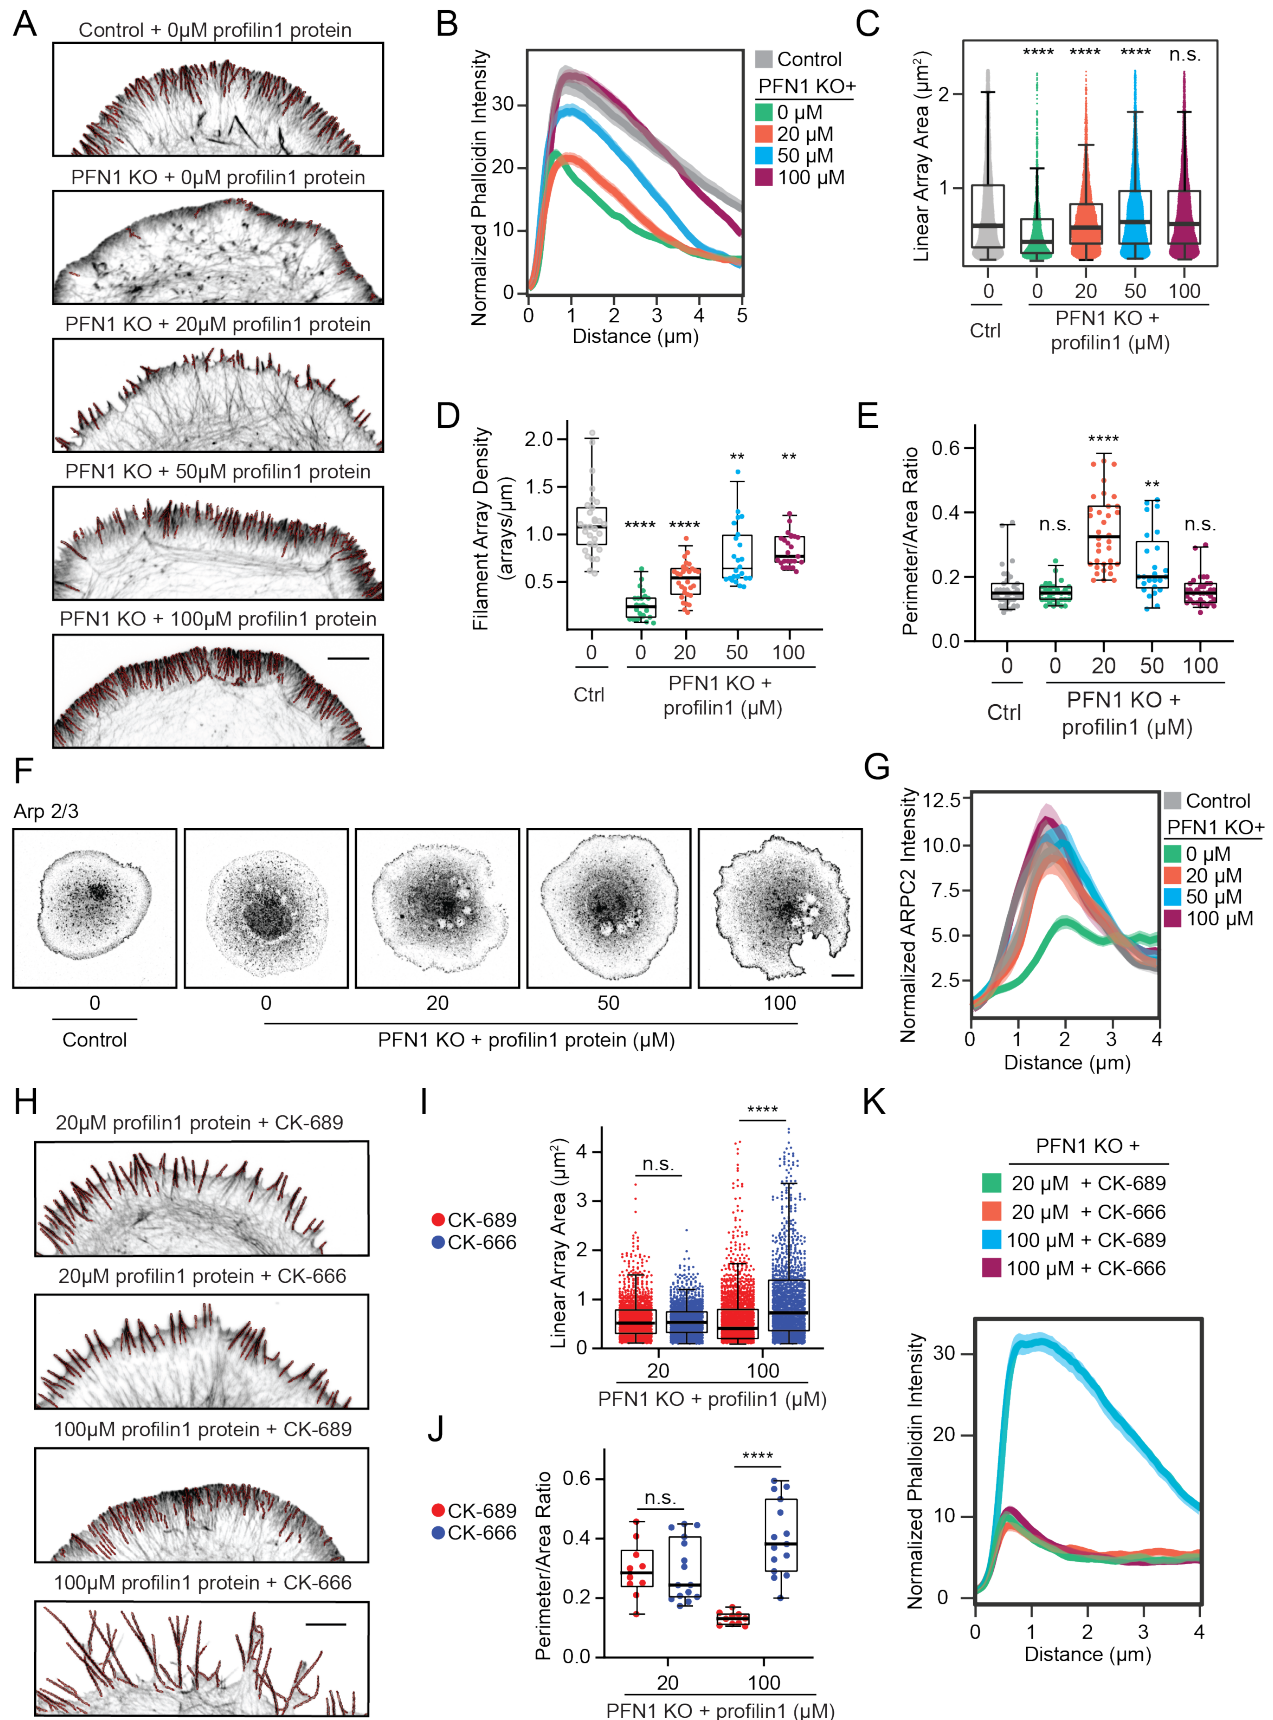 A
Control + 0µM profilin1 protein
PFN1 KO + 0µM profilin1 protein
PFN1 KO + 20µM profilin1 protein
PFN1 KO + 50µM profilin1 protein
PFN1 KO + 100µM profilin1 protein
B
Normalized Phalloidin Intensity
30
20
10
0
0 1 2 3 4 5
Distance (µm)
Control
PFN1 KO+
0 µM
20 µM
50 µM
100 µM
C
Linear Array Area (µm²)
2
1
**** **** **** n.s.
0 0 20 50 100
Ctrl
PFN1 KO +
profilin1 (µM)
D
Filament Array Density
(arrays/µm)
2.0
1.5
1.0
0.5
**** **** ** **
0 0 20 50 100
Ctrl
PFN1 KO +
profilin1 (µM)
E
Perimeter/Area Ratio
0.6
0.4
0.2
0.0
n.s. **** ** n.s.
0 0 20 50 100
Ctrl
PFN1 KO +
profilin1 (µM)
F
Arp 2/3
0 0 20 50 100
Control
PFN1 KO + profilin1 protein (µM)
G
Normalized ARPC2 Intensity
12.5
10.0
7.5
5.0
2.5
0 1 2 3 4
Distance (µm)
Control
PFN1 KO+
0 µM
20 µM
50 µM
100 µM
H
20µM profilin1 protein + CK-689
20µM profilin1 protein + CK-666
100µM profilin1 protein + CK-689
100µM profilin1 protein + CK-666
I
CK-689
CK-666
Linear Array Area (µm²)
4
3
2
1
0
n.s. ****
20 100
PFN1 KO + profilin1 (µM)
J
CK-689
CK-666
Perimeter/Area Ratio
0.6
0.4
0.2
0.0
n.s. ****
20 100
PFN1 KO + profilin1 (µM)
K
PFN1 KO +
20 µM + CK-689
20 µM + CK-666
100 µM + CK-689
100 µM + CK-666
Normalized Phalloidin Intensity
30
20
10
0
0 1 2 3 4
Distance (µm)